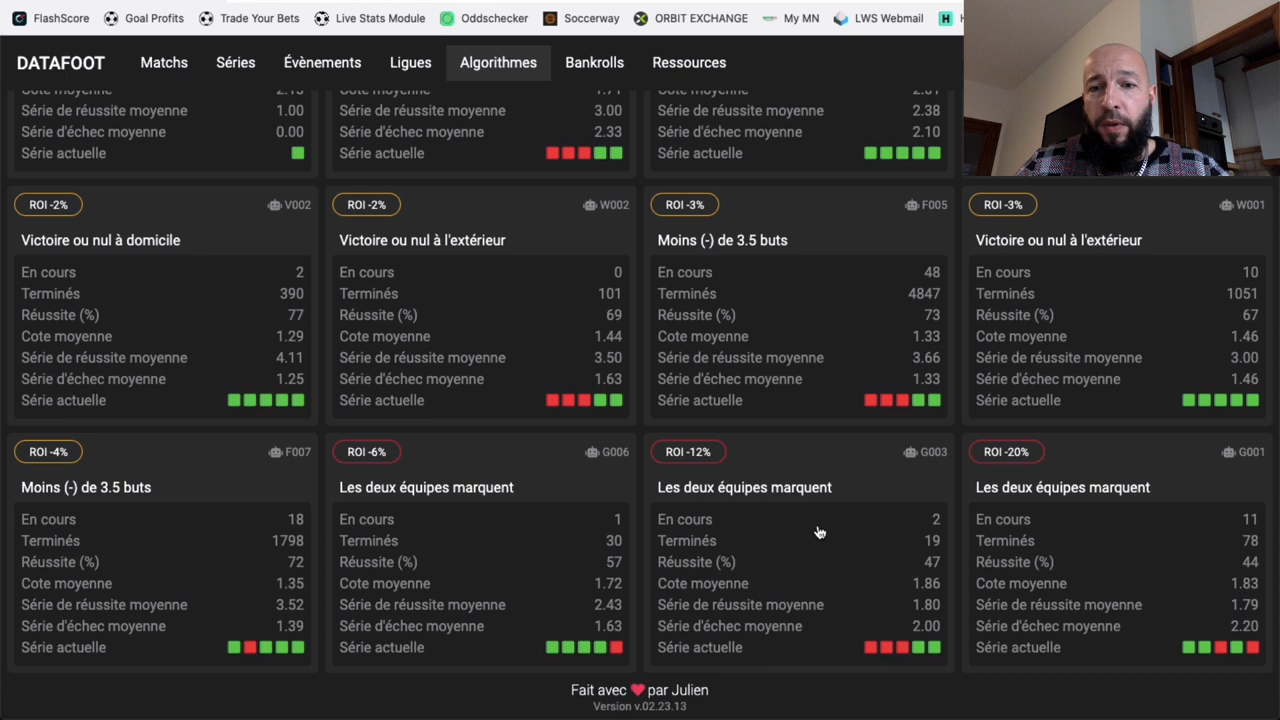 FlashScore Goal Profits Trade Your Bets Live Stats Module Oddschecker Soccerway ORBIT EXCHANGE My MN LWS Webmail
DATAFOOT Matchs Séries Évènements Ligues Algorithmes Bankrolls Ressources
Série de réussite moyenne 1.00
Série d'échec moyenne 0.00
Série actuelle
Série de réussite moyenne 3.00
Série d'échec moyenne 2.33
Série actuelle
Série de réussite moyenne 2.38
Série d'échec moyenne 2.10
Série actuelle
ROI -2% V002
Victoire ou nul à domicile
En cours 2
Terminés 390
Réussite (%) 77
Cote moyenne 1.29
Série de réussite moyenne 4.11
Série d'échec moyenne 1.25
Série actuelle
ROI -2% W002
Victoire ou nul à l'extérieur
En cours 0
Terminés 101
Réussite (%) 69
Cote moyenne 1.44
Série de réussite moyenne 3.50
Série d'échec moyenne 1.63
Série actuelle
ROI -3% F005
Moins (-) de 3.5 buts
En cours 48
Terminés 4847
Réussite (%) 73
Cote moyenne 1.33
Série de réussite moyenne 3.66
Série d'échec moyenne 1.33
Série actuelle
ROI -3% W001
Victoire ou nul à l'extérieur
En cours 10
Terminés 1051
Réussite (%) 67
Cote moyenne 1.46
Série de réussite moyenne 3.00
Série d'échec moyenne 1.46
Série actuelle
ROI -4% F007
Moins (-) de 3.5 buts
En cours 18
Terminés 1798
Réussite (%) 72
Cote moyenne 1.35
Série de réussite moyenne 3.52
Série d'échec moyenne 1.39
Série actuelle
ROI -6% G006
Les deux équipes marquent
En cours 1
Terminés 30
Réussite (%) 57
Cote moyenne 1.72
Série de réussite moyenne 2.43
Série d'échec moyenne 1.63
Série actuelle
ROI -12% G003
Les deux équipes marquent
En cours 2
Terminés 19
Réussite (%) 47
Cote moyenne 1.86
Série de réussite moyenne 1.80
Série d'échec moyenne 2.00
Série actuelle
ROI -20% G001
Les deux équipes marquent
En cours 11
Terminés 78
Réussite (%) 44
Cote moyenne 1.83
Série de réussite moyenne 1.79
Série d'échec moyenne 2.20
Série actuelle
Fait avec ❤ par Julien
Version v.02.23.13